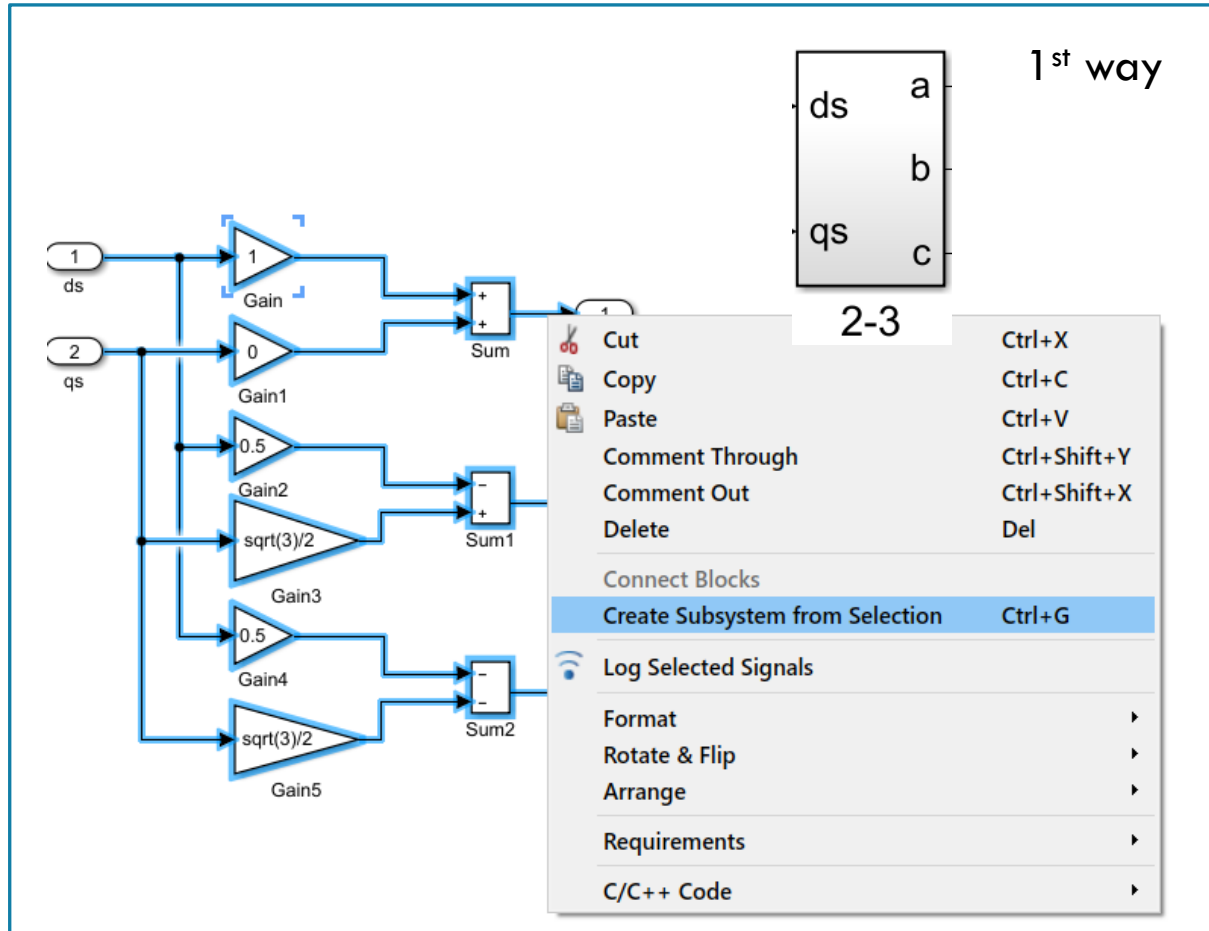 1st way
ds
a
b
qs
c
2-3
1
ds
1
Gain
+
+
Sum
1
2
qs
0
Gain1
0.5
Gain2
−
+
Sum1
sqrt(3)/2
Gain3
0.5
Gain4
−
−
Sum2
sqrt(3)/2
Gain5
Cut Ctrl+X
Copy Ctrl+C
Paste Ctrl+V
Comment Through Ctrl+Shift+Y
Comment Out Ctrl+Shift+X
Delete Del
Connect Blocks
Create Subsystem from Selection Ctrl+G
Log Selected Signals
Format
Rotate & Flip
Arrange
Requirements
C/C++ Code